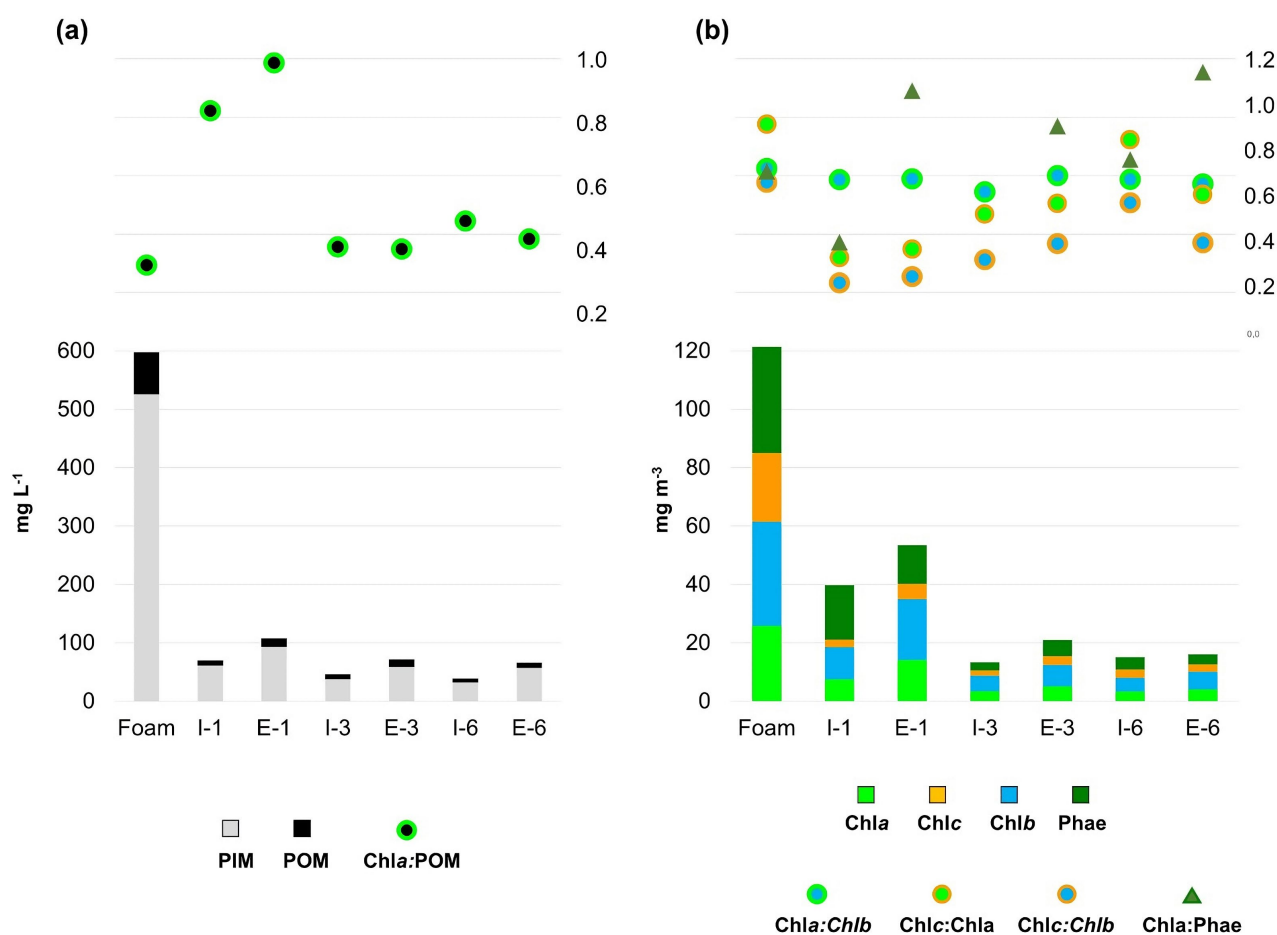 (a)
1.0
0.8
0.6
0.4
0.2
600
500
400
300
200
100
0
mg L-1
Foam I-1 E-1 I-3 E-3 I-6 E-6
PIM POM Chla:POM
(b)
1.2
1.0
0.8
0.6
0.4
0.2
0,0
120
100
80
60
40
20
0
mg m-3
Foam I-1 E-1 I-3 E-3 I-6 E-6
Chla Chlc Chlb Phae
Chla:Chlb Chlc:Chla Chlc:Chlb Chla:Phae